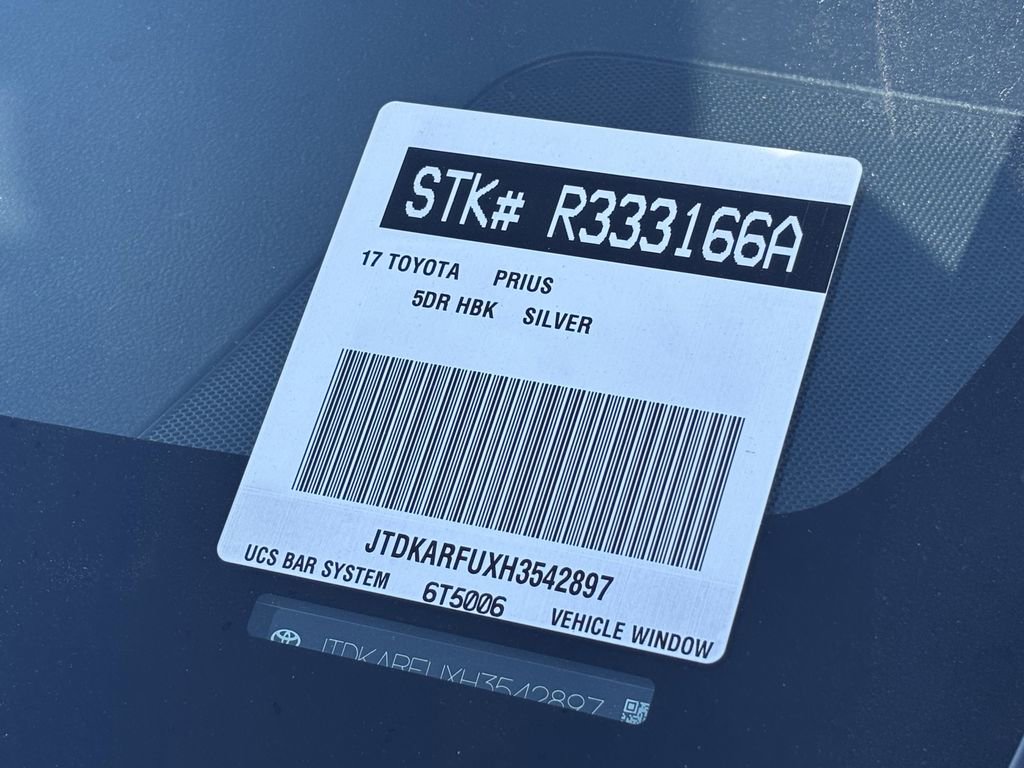 STK# R333166A
17 TOYOTA PRIUS
5DR HBK SILVER
JTDKARFUXH3542897
UCS BAR SYSTEM 6T5006 VEHICLE WINDOW
JTDKARFUXH3542897